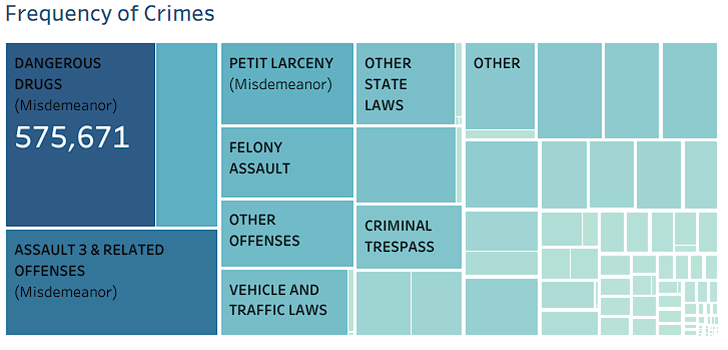 Frequency of Crimes
DANGEROUS
DRUGS
(Misdemeanor)
575,671
ASSAULT 3 & RELATED
OFFENSES
(Misdemeanor)
PETIT LARCENY
(Misdemeanor)
FELONY
ASSAULT
OTHER
OFFENSES
VEHICLE AND
TRAFFIC LAWS
OTHER
STATE
LAWS
CRIMINAL
TRESPASS
OTHER